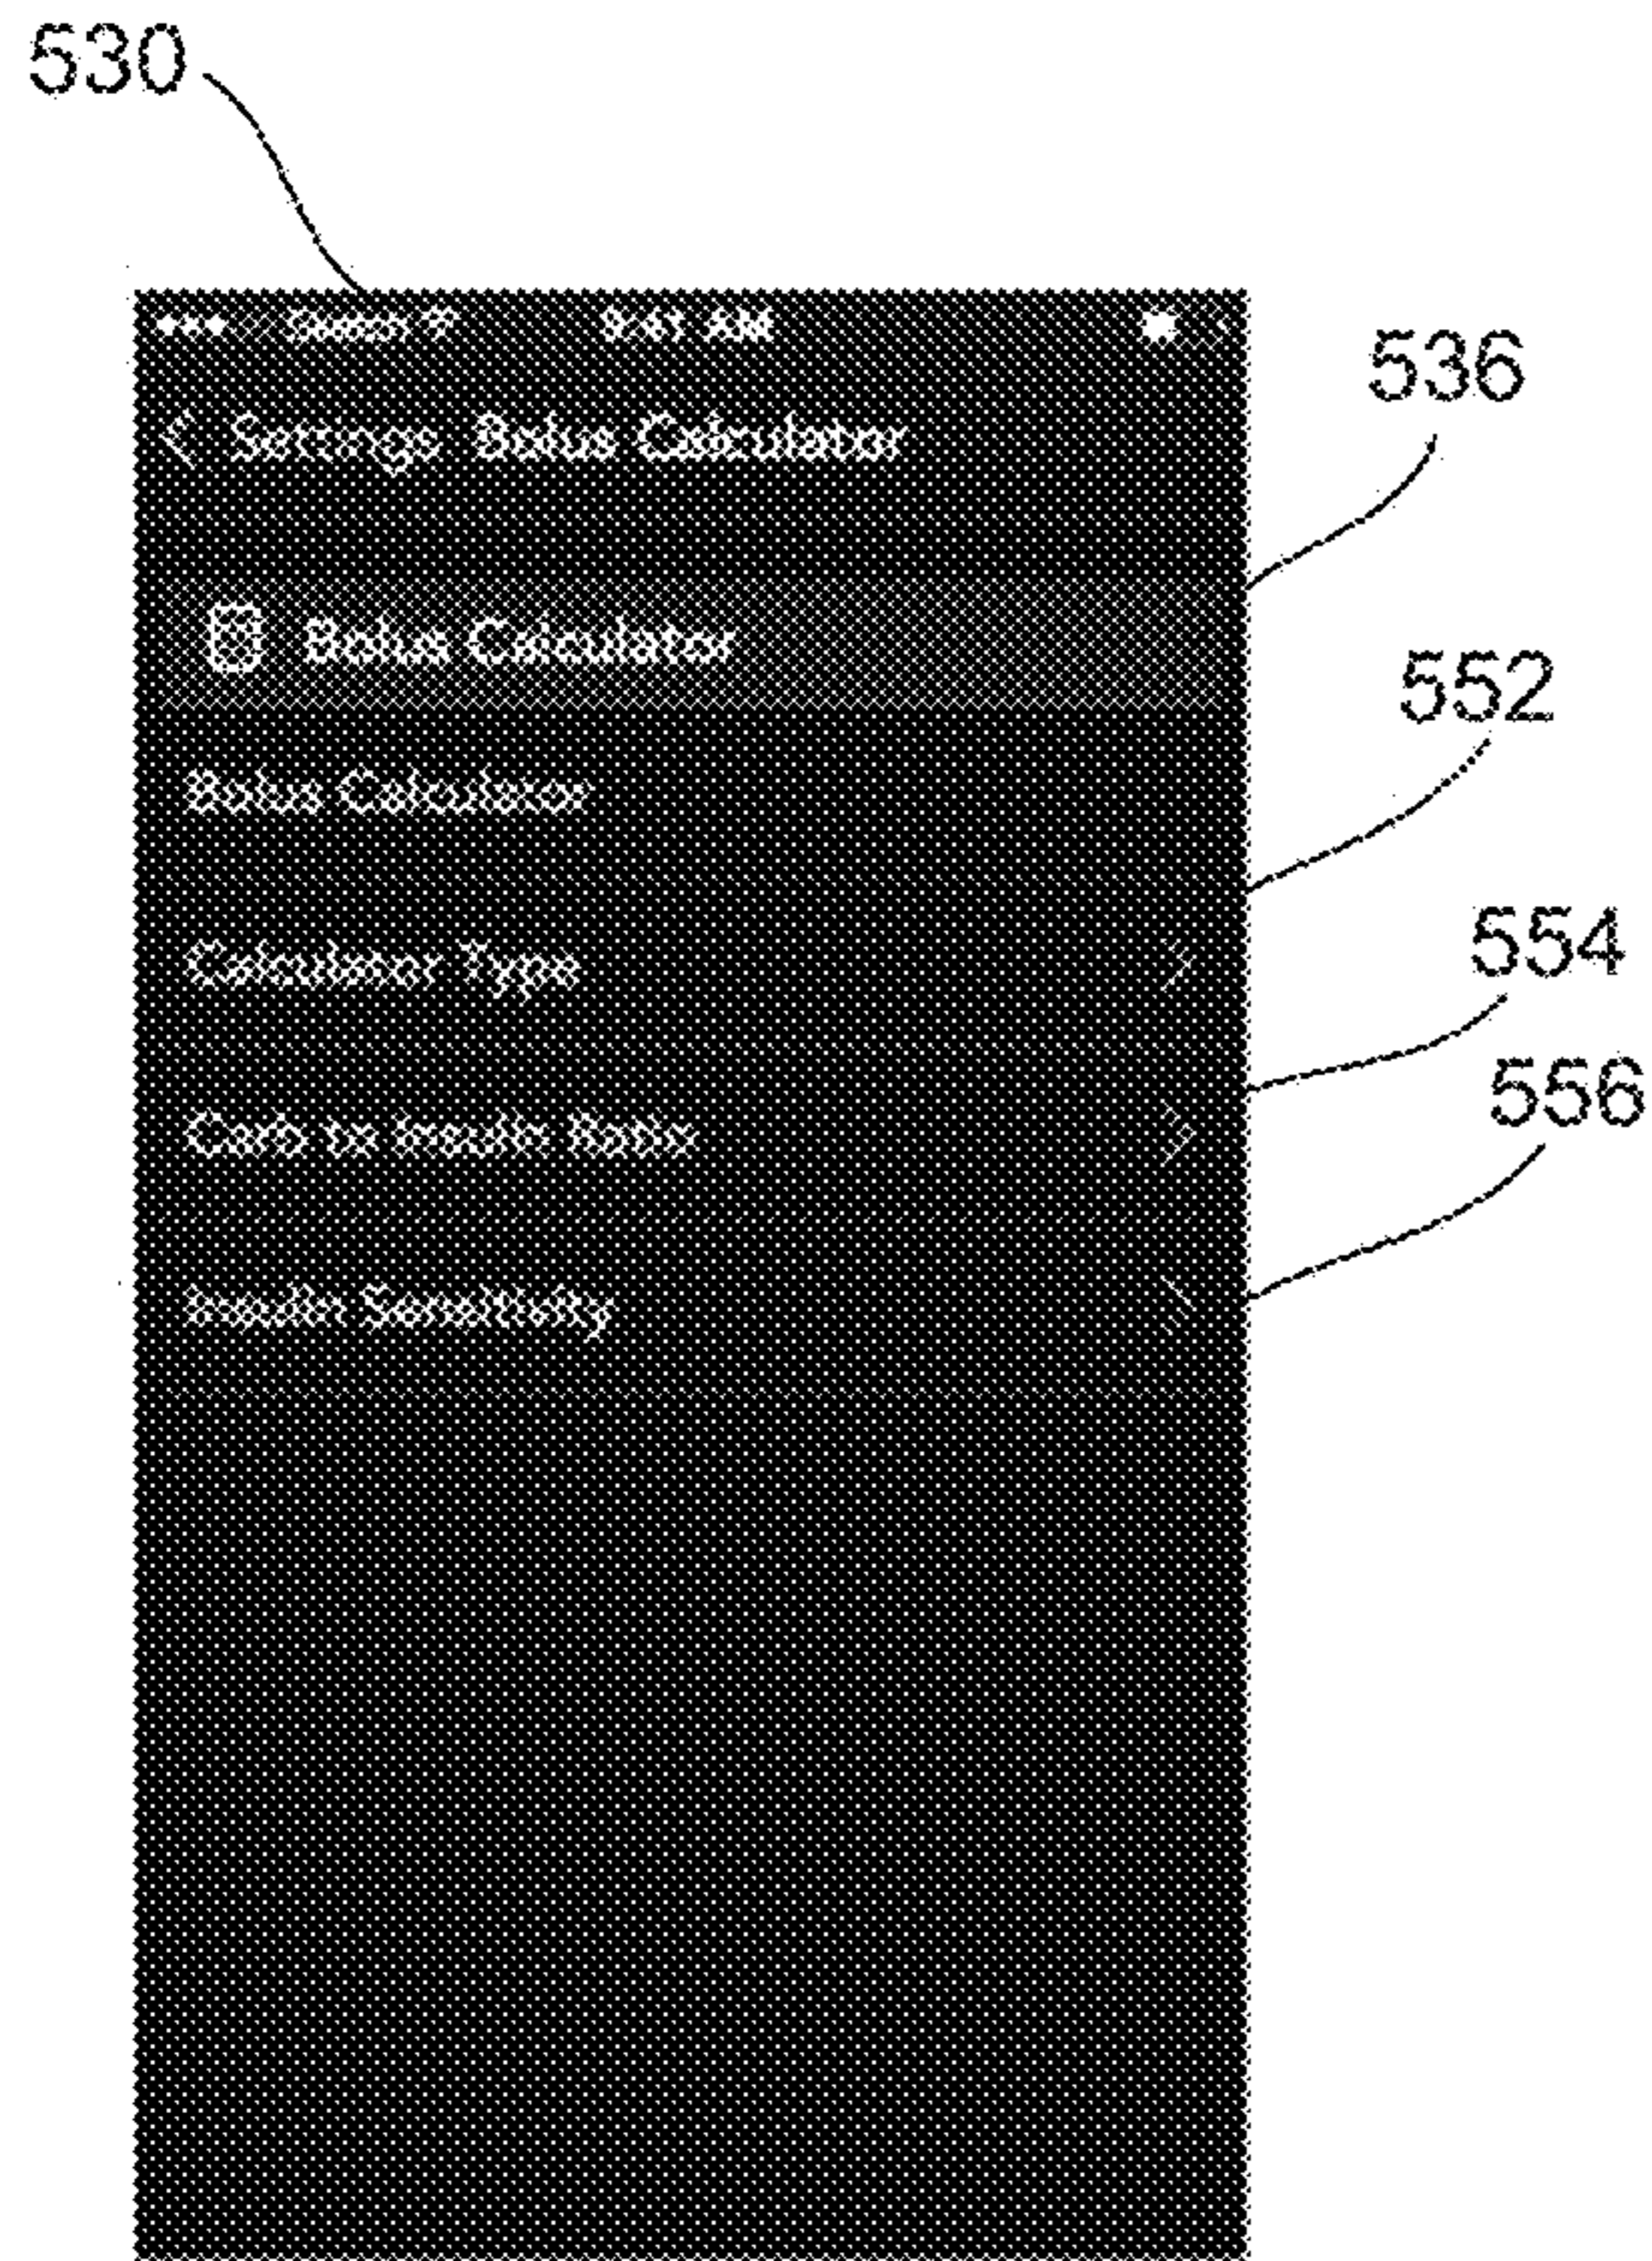 530
9:41 AM
536
< Settings Bolus Calculator
Bolus Calculator
552
Bolus Calculator
554
Calculator Type >
556
Carb to Insulin Ratio >
Insulin Sensitivity >